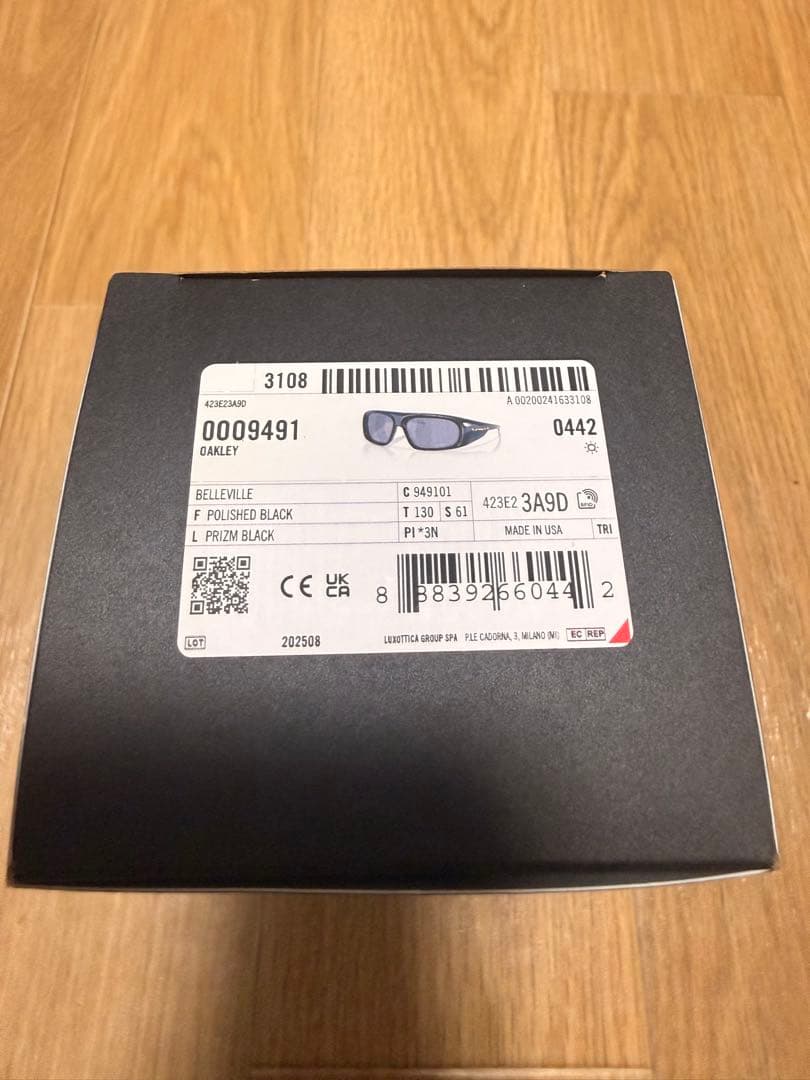 3108
A 00200241633108
423E23A9D
0009491
0442
OAKLEY
BELLEVILLE
C 949101
423E2 3A9D
RFID
F POLISHED BLACK
T 130
S 61
L PRIZM BLACK
PI *3N
MADE IN USA
TRI
CE
UK
CA
8 8839266044 2
LOT
202508
LUXOTTICA GROUP SPA P.LE CADORNA, 3, MILANO (MI)
EC REP